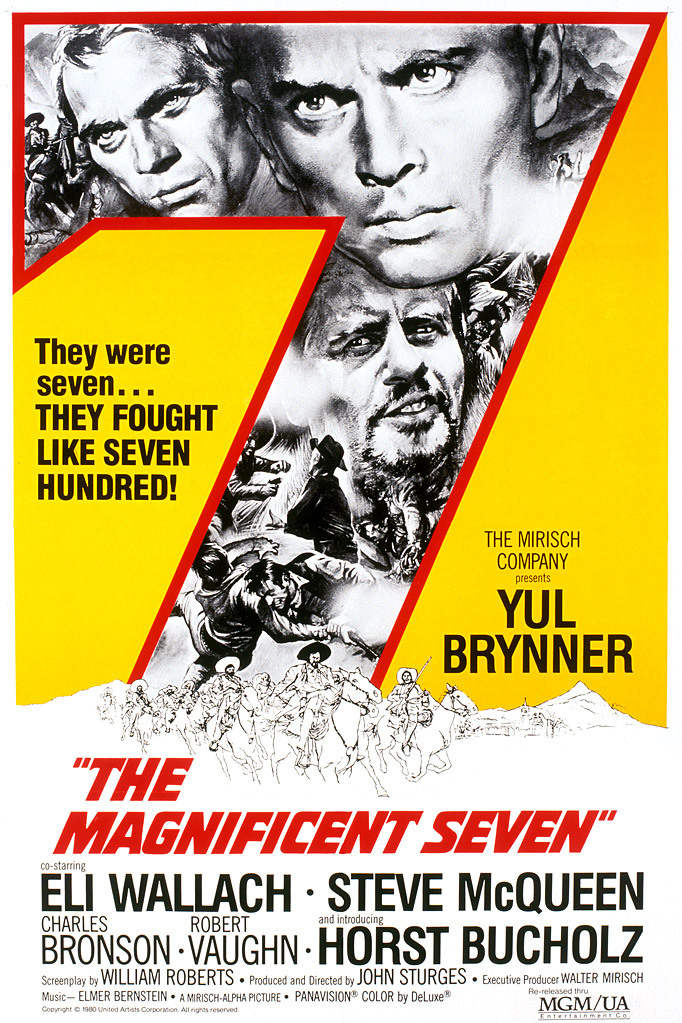 They were
seven...
THEY FOUGHT
LIKE SEVEN
HUNDRED!
THE MIRISCH
COMPANY
presents
YUL
BRYNNER
"THE
MAGNIFICENT SEVEN"
co-starring
ELI WALLACH · STEVE McQUEEN
CHARLES BRONSON · ROBERT VAUGHN · and introducing HORST BUCHOLZ
Screenplay by WILLIAM ROBERTS • Produced and Directed by JOHN STURGES • Executive Producer WALTER MIRISCH
Music— ELMER BERNSTEIN • A MIRISCH-ALPHA PICTURE • PANAVISION® COLOR by DeLuxe®
Re-released thru
MGM/UA
Entertainment Co.
Copyright © 1980 United Artists Corporation. All rights reserved.